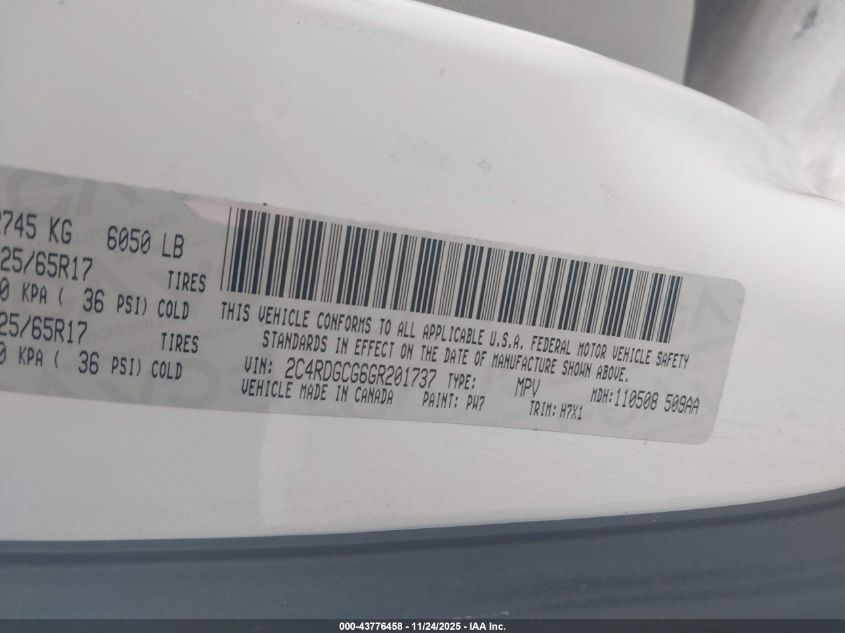 2745 KG 6050 LB
25/65R17 TIRES
0 KPA ( 36 PSI) COLD
25/65R17 TIRES
0 KPA ( 36 PSI) COLD
THIS VEHICLE CONFORMS TO ALL APPLICABLE U.S.A. FEDERAL MOTOR VEHICLE SAFETY
STANDARDS IN EFFECT ON THE DATE OF MANUFACTURE SHOWN ABOVE.
VIN: 2C4RDGCG6GR201737 TYPE: MPV MDH:110508 509AA
VEHICLE MADE IN CANADA PAINT: PW7 TRIM: H7X1
000-43776458 - 11/24/2025 - IAA Inc.